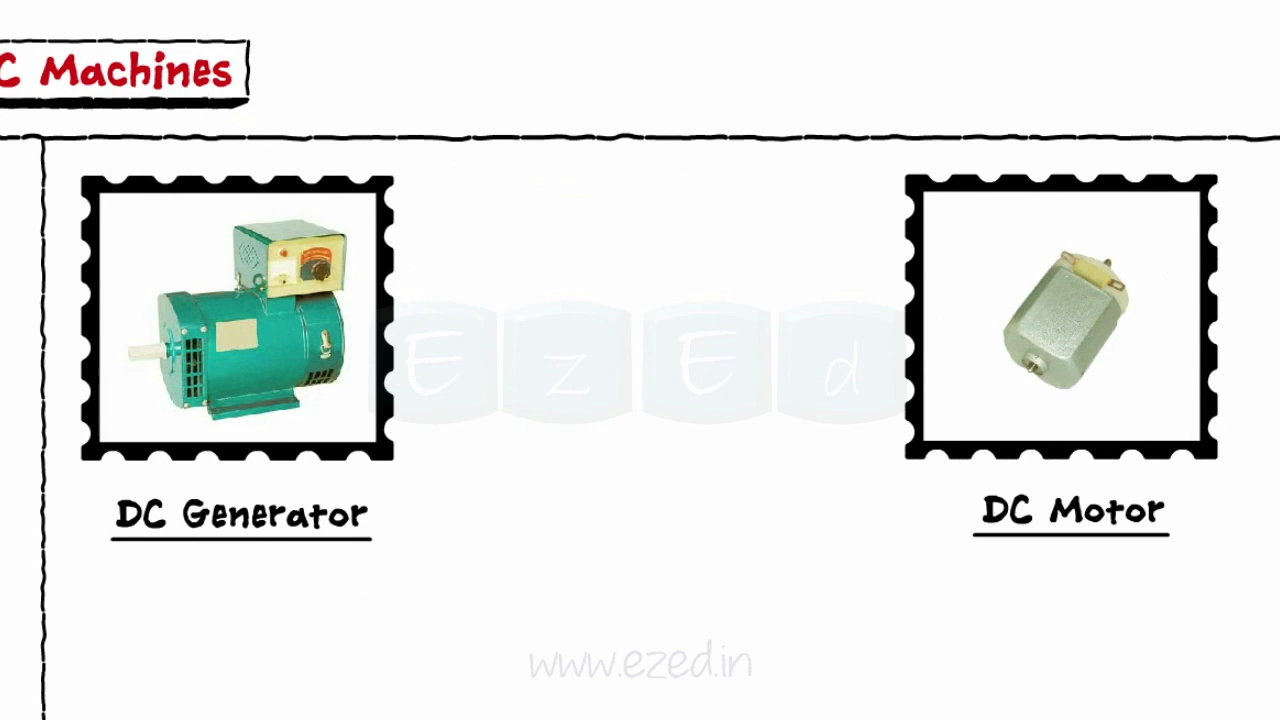 C Machines
EzEd
DC Generator
DC Motor
www.ezed.in